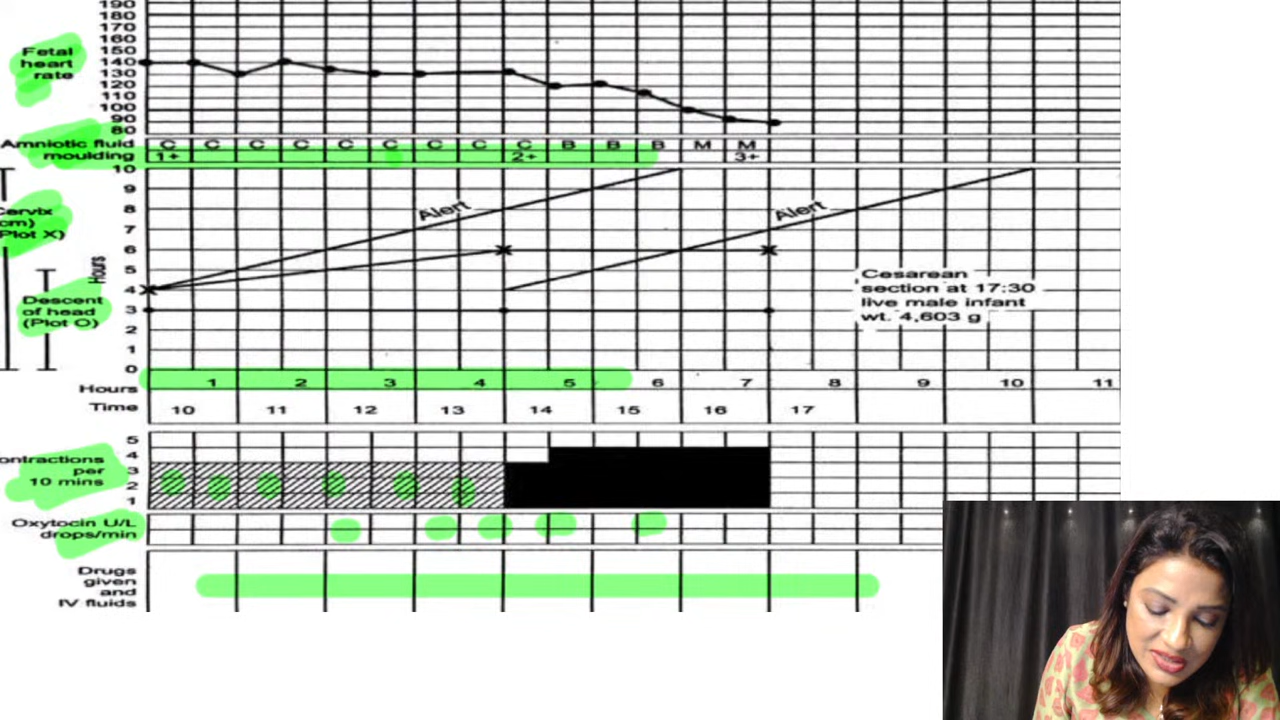 190
180
170
160
150
140
130
120
110
100
90
80
Fetal
heart
rate
Amniotic fluid C C C C C C C C C B B B M M
moulding 1+ 2+ 3+
10
9
8
7
6
5
4
3
2
1
0
Cervix
cm)
Plot X)
Hours
Descent
of head
(Plot O)
Alert
Alert
Cesarean
section at 17:30
live male infant
wt. 4,603 g
Hours 1 2 3 4 5 6 7 8 9 10 11
Time 10 11 12 13 14 15 16 17
5
4
3
2
1
ontractions
per
10 mins
Oxytocin U/L
drops/min
Drugs
given
and
IV fluids